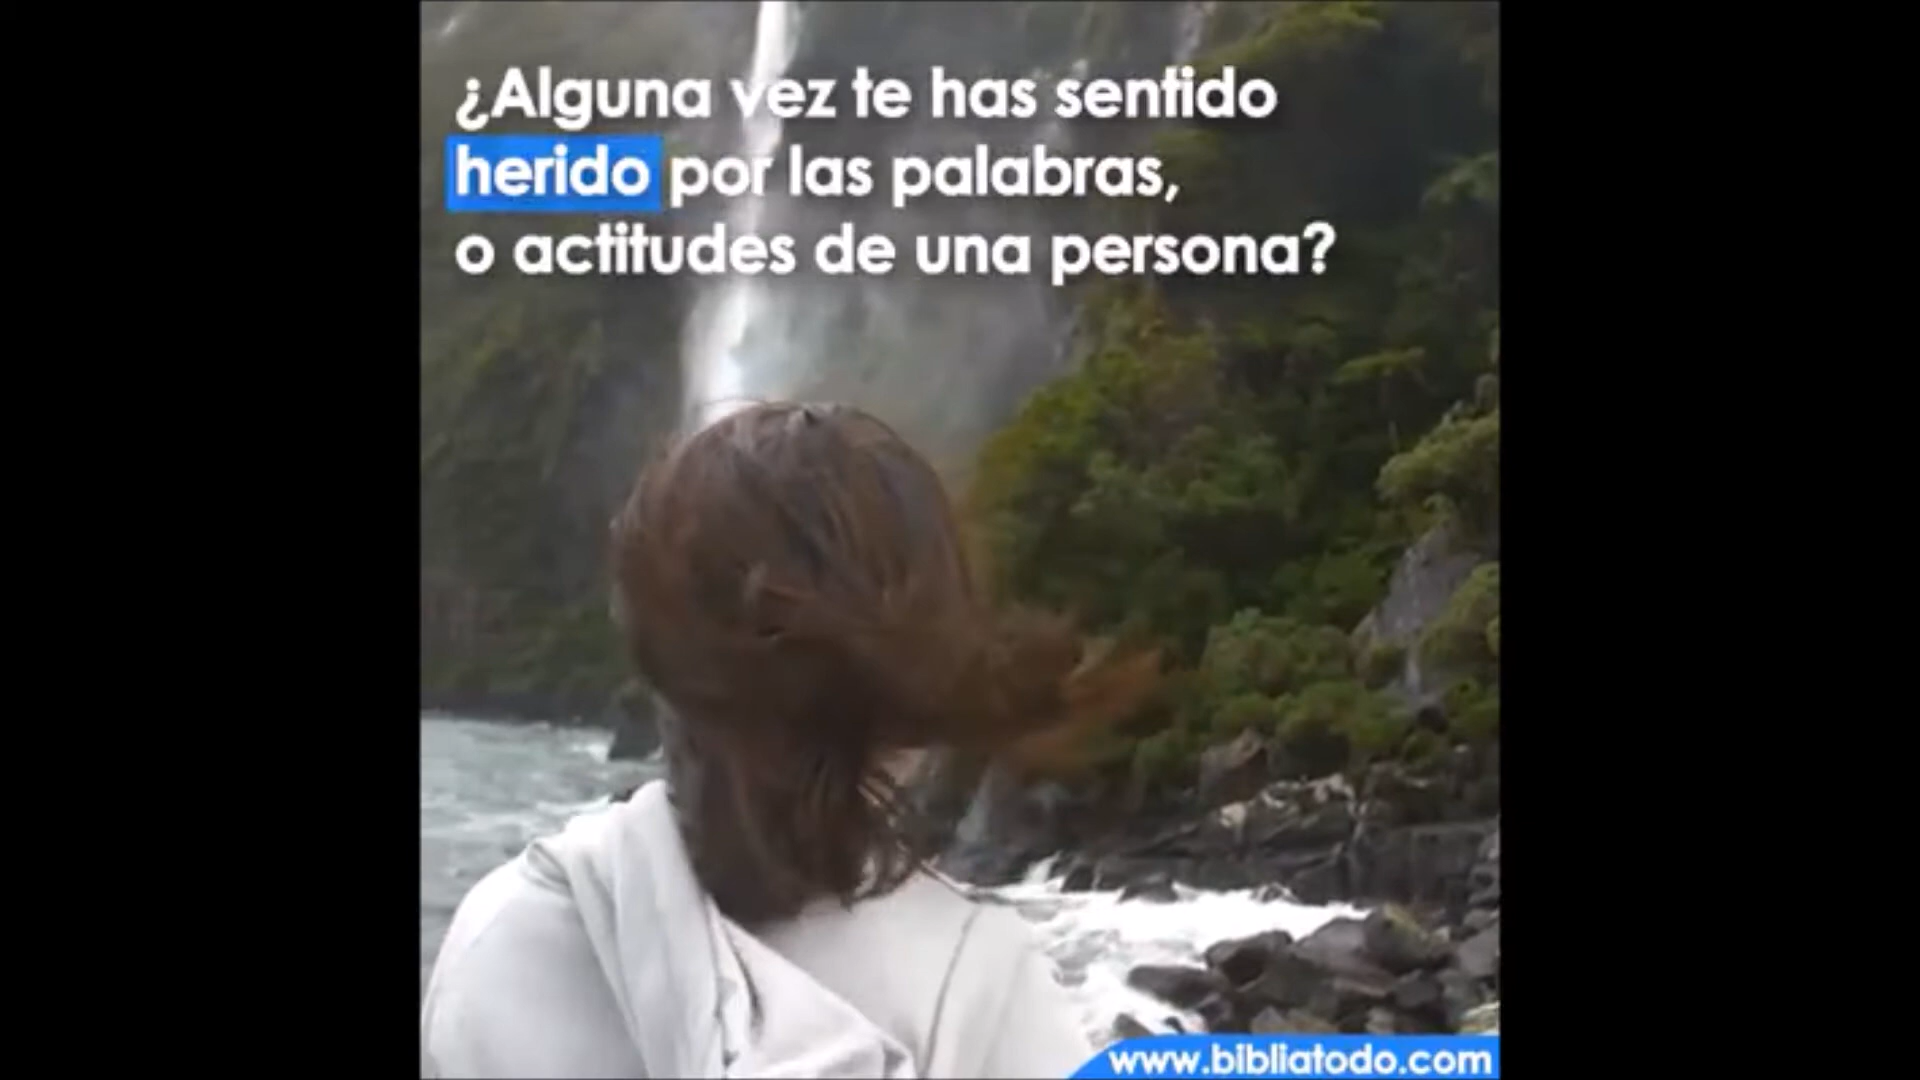 ¿Alguna vez te has sentido
herido por las palabras,
o actitudes de una persona?
www.bibliatodo.com